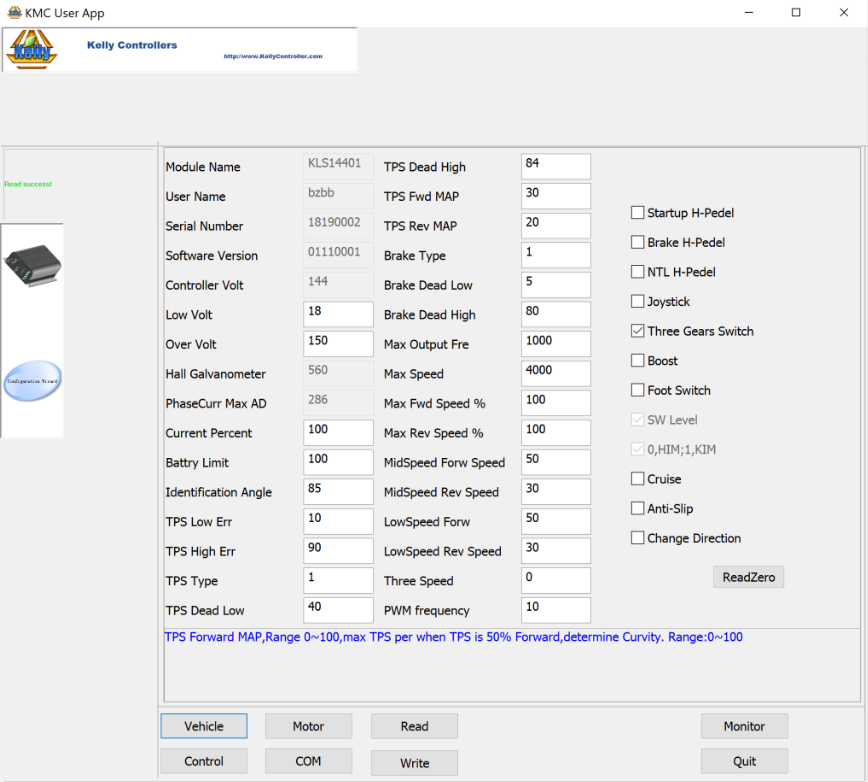 KMC User App
Kelly
Kelly Controllers
http://www.KellyController.com
Read success!
Configuration Wizard
Module Name KLS14401 TPS Dead High 84
User Name bzbb TPS Fwd MAP 30
Startup H-Pedel
Serial Number 18190002 TPS Rev MAP 20
Brake H-Pedel
Software Version 01110001 Brake Type 1
NTL H-Pedel
Controller Volt 144 Brake Dead Low 5
Joystick
Low Volt 18 Brake Dead High 80
Three Gears Switch
Over Volt 150 Max Output Fre 1000
Boost
Hall Galvanometer 560 Max Speed 4000
Foot Switch
PhaseCurr Max AD 286 Max Fwd Speed % 100
SW Level
Current Percent 100 Max Rev Speed % 100
0,HIM;1,KIM
Battry Limit 100 MidSpeed Forw Speed 50
Cruise
Identification Angle 85 MidSpeed Rev Speed 30
Anti-Slip
TPS Low Err 10 LowSpeed Forw 50
Change Direction
TPS High Err 90 LowSpeed Rev Speed 30
ReadZero
TPS Type 1 Three Speed 0
TPS Dead Low 40 PWM frequency 10
TPS Forward MAP,Range 0~100,max TPS per when TPS is 50% Forward,determine Curvity. Range:0~100
Vehicle Motor Read Monitor
Control COM Write Quit